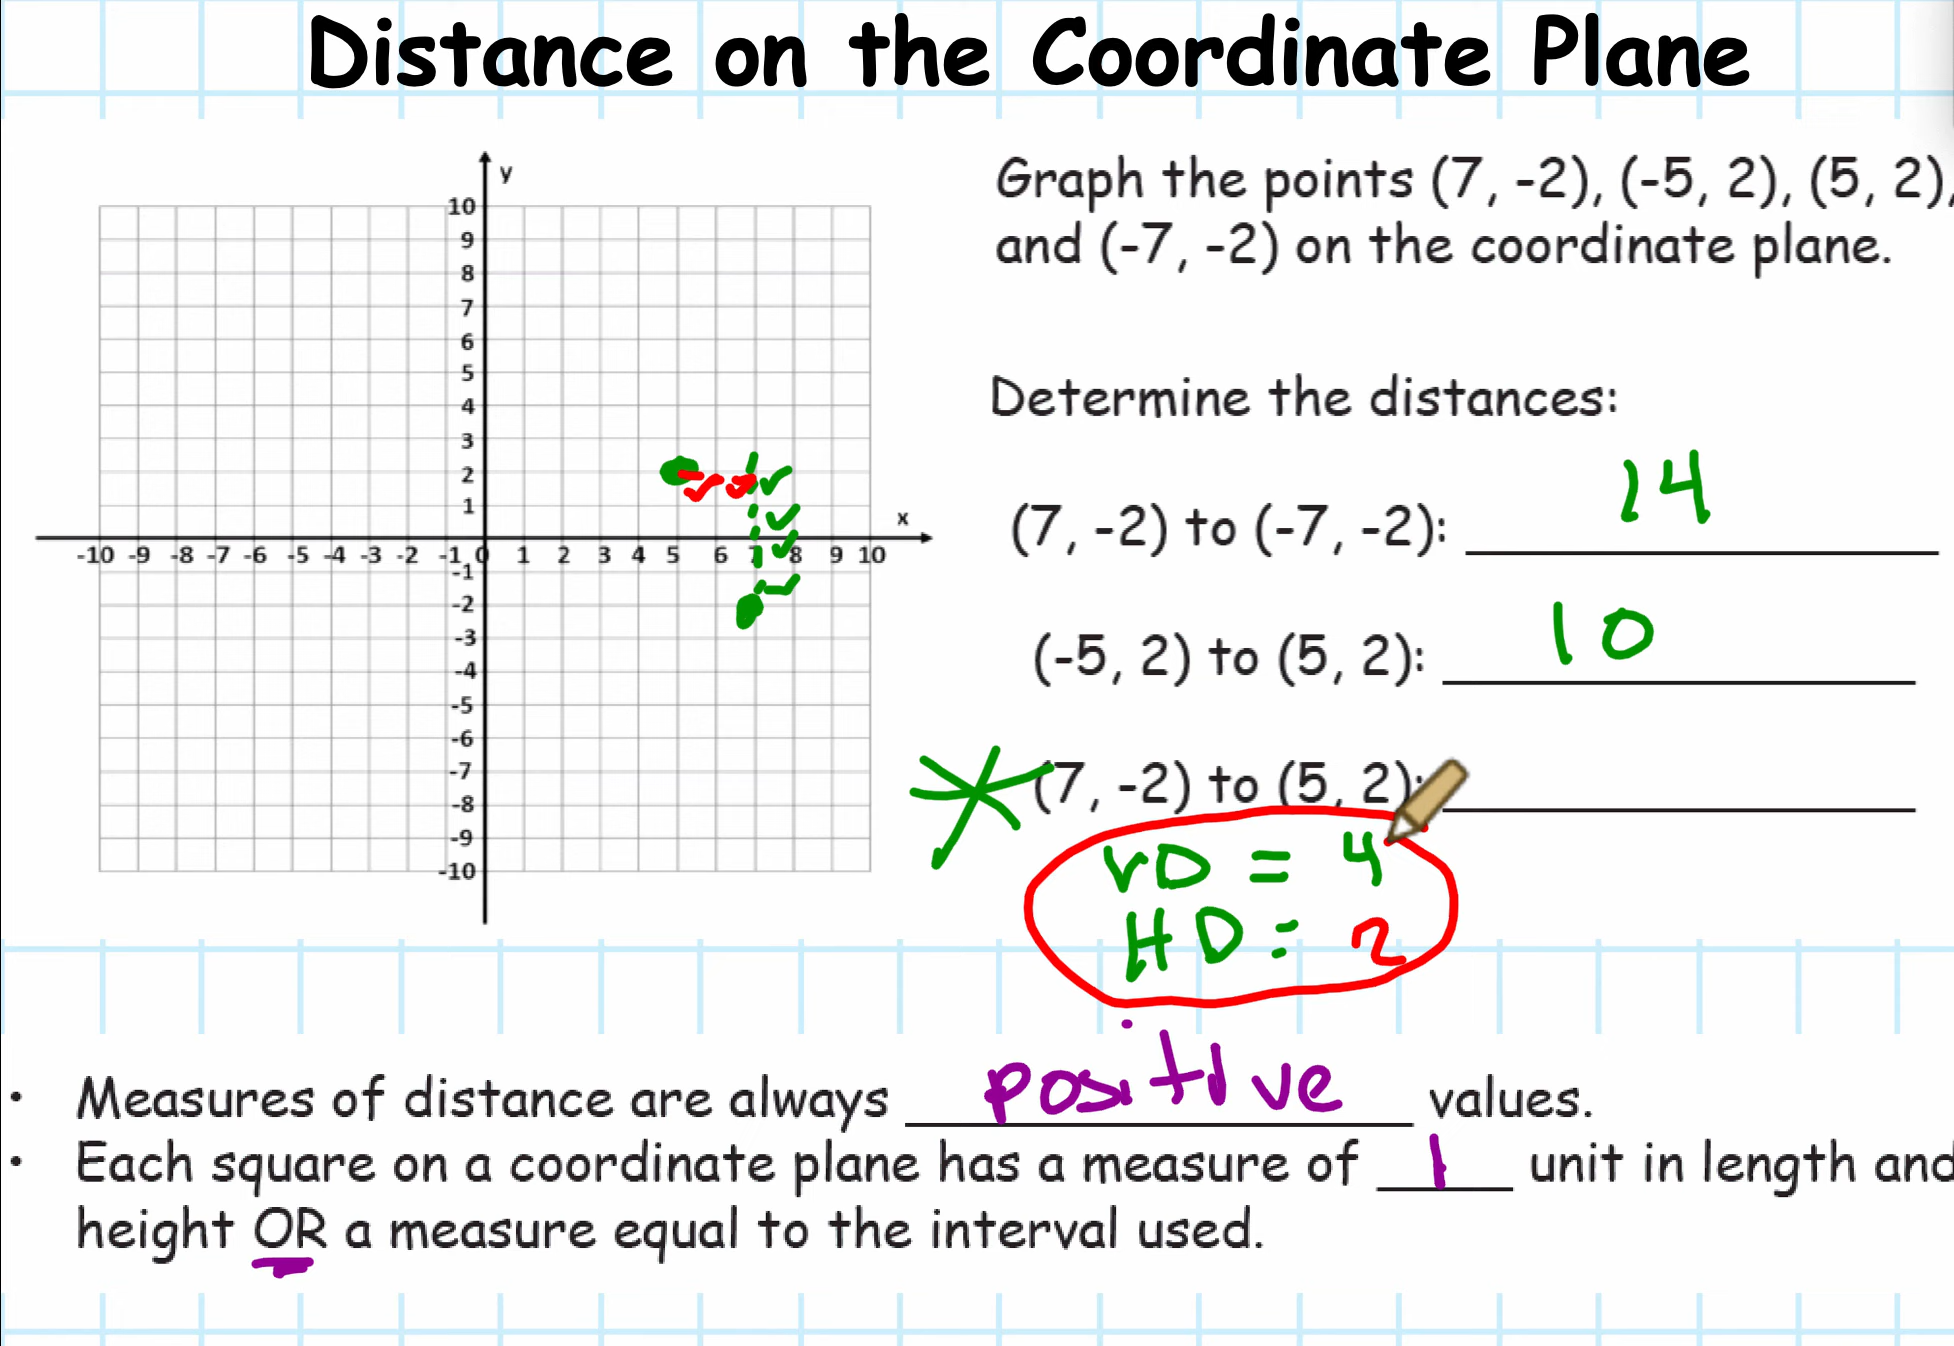 Distance on the Coordinate Plane
y
10
9
8
7
6
5
4
3
2
1
x
-10 -9 -8 -7 -6 -5 -4 -3 -2 -1 0 1 2 3 4 5 6 7 8 9 10
-1
-2
-3
-4
-5
-6
-7
-8
-9
-10
Graph the points (7, -2), (-5, 2), (5, 2),
and (-7, -2) on the coordinate plane.
Determine the distances:
(7, -2) to (-7, -2): 14
(-5, 2) to (5, 2): 10
(7, -2) to (5, 2):
VD = 4
HD = 2
• Measures of distance are always positive values.
• Each square on a coordinate plane has a measure of 1 unit in length and
height OR a measure equal to the interval used.